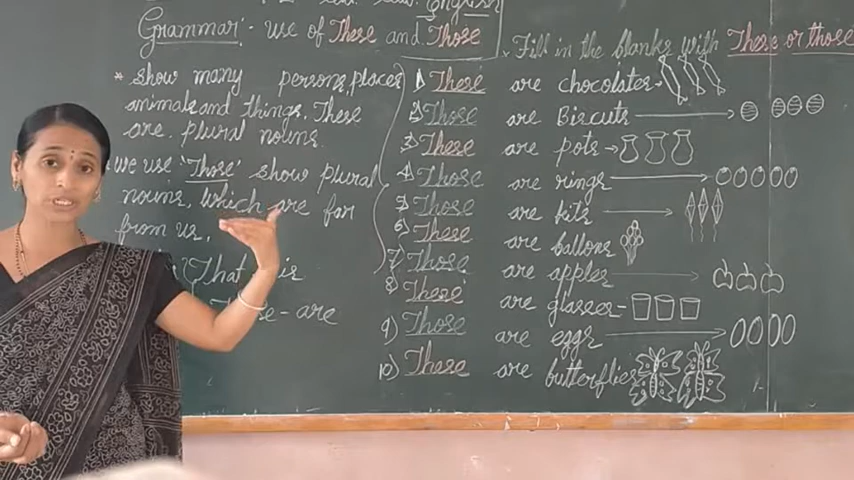 English
Grammar - use of These and Those
* show many persons, places
animals and things. These
are plural nouns.
we use 'Those' show plural
nouns, which are far
from us.
That is
- are
Fill in the blanks with These or those
1) These are chocolates
2) Those are Biscuits
3) These are pots
4) Those are rings
5) Those are kits
6) These are ballons
7) Those are apples
8) These are glasses
9) Those are eggs
10) These are butterflies